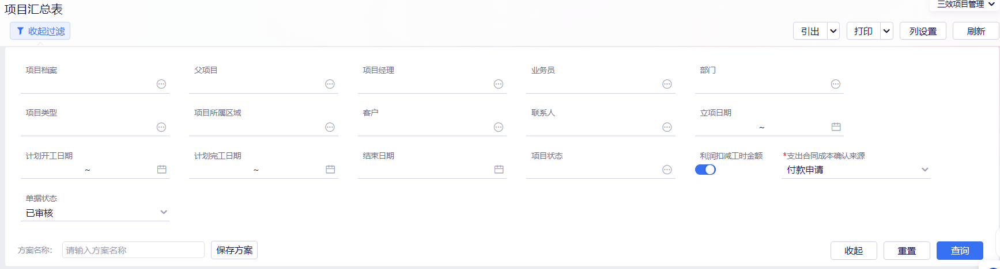 项目汇总表
三效项目管理
收起过滤
引出 打印 列设置 刷新
项目档案 父项目 项目经理 业务员 部门
项目类型 项目所属区域 客户 联系人 立项日期
~
计划开工日期 计划完工日期 结束日期 项目状态 利润扣减工时金额 *支出合同成本确认来源
~ ~ 付款申请
单据状态
已审核
方案名称: 请输入方案名称 保存方案 收起 重置 查询